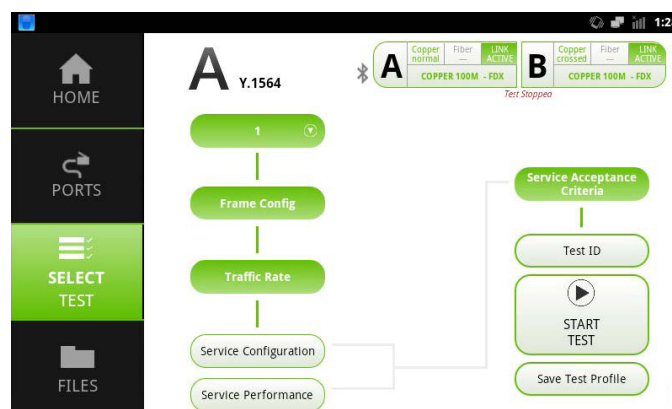 1:2
HOME
PORTS
SELECT
TEST
FILES
A Y.1564
A
Copper normal
Fiber ---
LINK ACTIVE
COPPER 100M - FDX
B
Copper crossed
Fiber ---
LINK ACTIVE
COPPER 100M - FDX
Test Stopped
1
Frame Config
Traffic Rate
Service Configuration
Service Performance
Service Acceptance
Criteria
Test ID
START
TEST
Save Test Profile